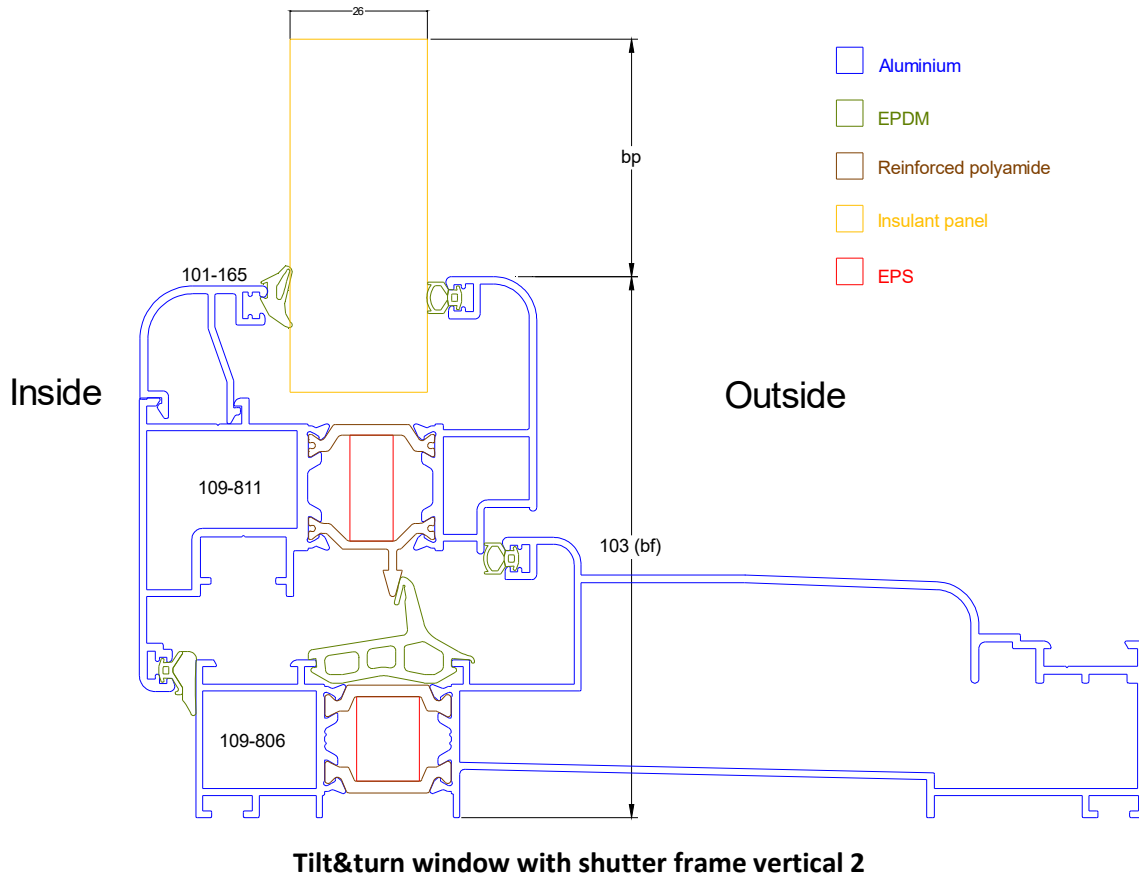 26
Aluminium
EPDM
bp
Reinforced polyamide
Insulant panel
101-165
EPS
Inside
Outside
109-811
103 (bf)
109-806
Tilt&turn window with shutter frame vertical 2